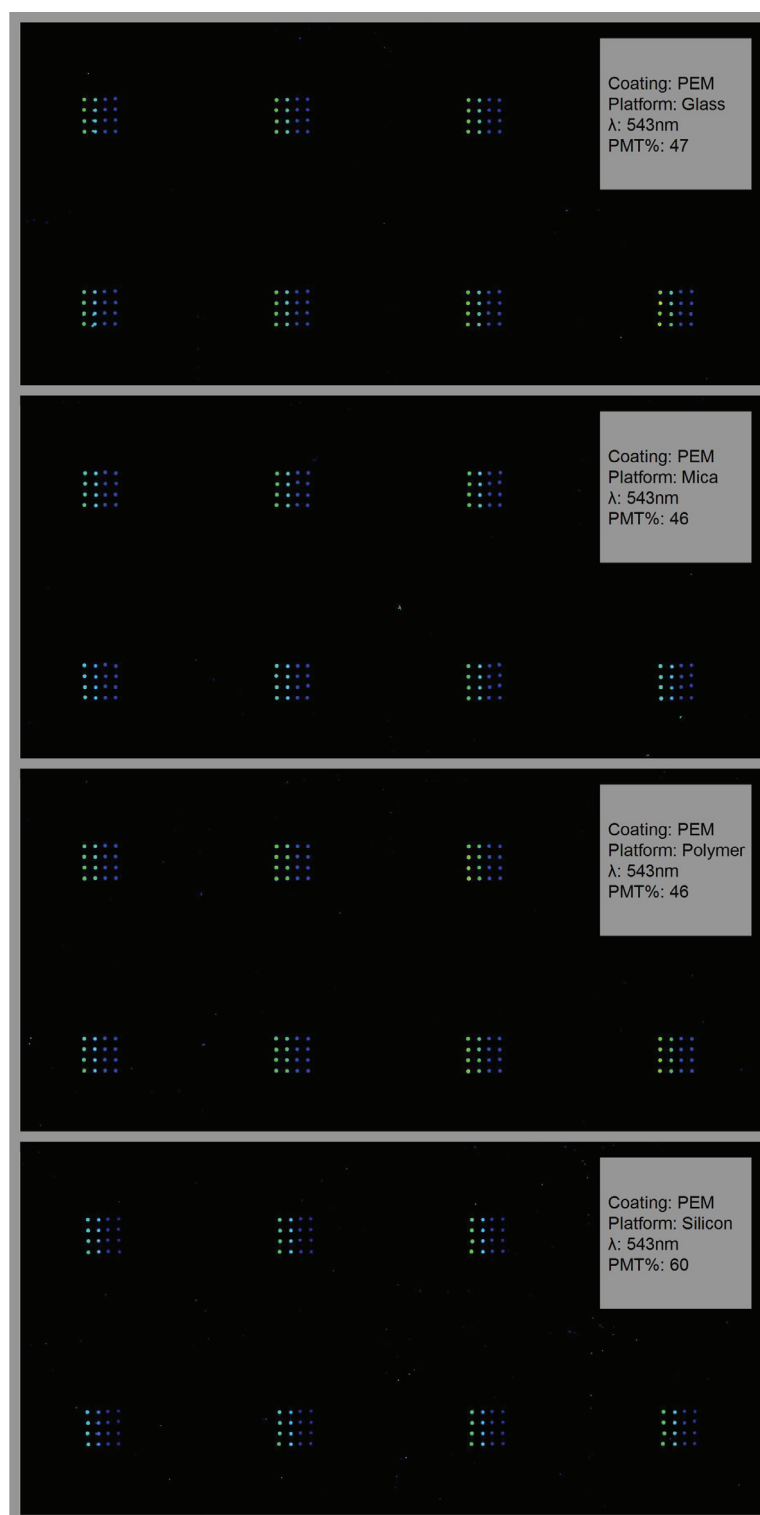 Coating: PEM
Platform: Glass
λ: 543nm
PMT%: 47
Coating: PEM
Platform: Mica
λ: 543nm
PMT%: 46
Coating: PEM
Platform: Polymer
λ: 543nm
PMT%: 46
Coating: PEM
Platform: Silicon
λ: 543nm
PMT%: 60